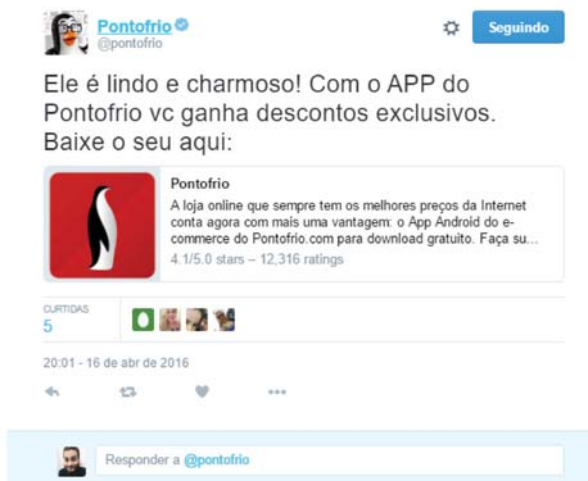 Pontofrio
@pontofrio
Seguindo
Ele é lindo e charmoso! Com o APP do
Pontofrio vc ganha descontos exclusivos.
Baixe o seu aqui:
Pontofrio
A loja online que sempre tem os melhores preços da Internet
conta agora com mais uma vantagem: o App Android do e-
commerce do Pontofrio.com para download gratuito. Faça su...
4.1/5.0 stars – 12,316 ratings
CURTIDAS
5
20:01 - 16 de abr de 2016
Responder a @pontofrio